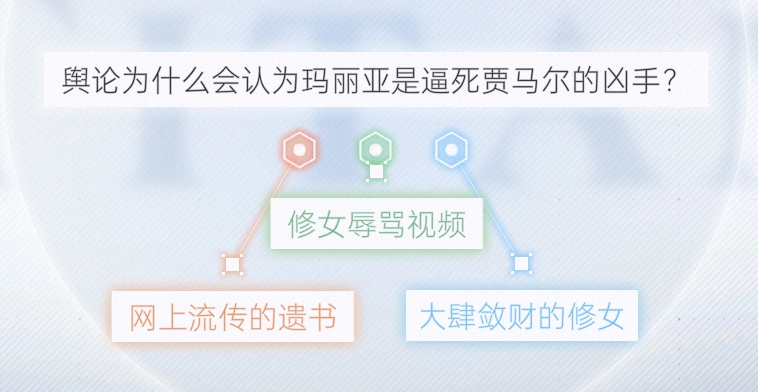 舆论为什么会认为玛丽亚是逼死贾马尔的凶手？
修女辱骂视频
网上流传的遗书
大肆敛财的修女